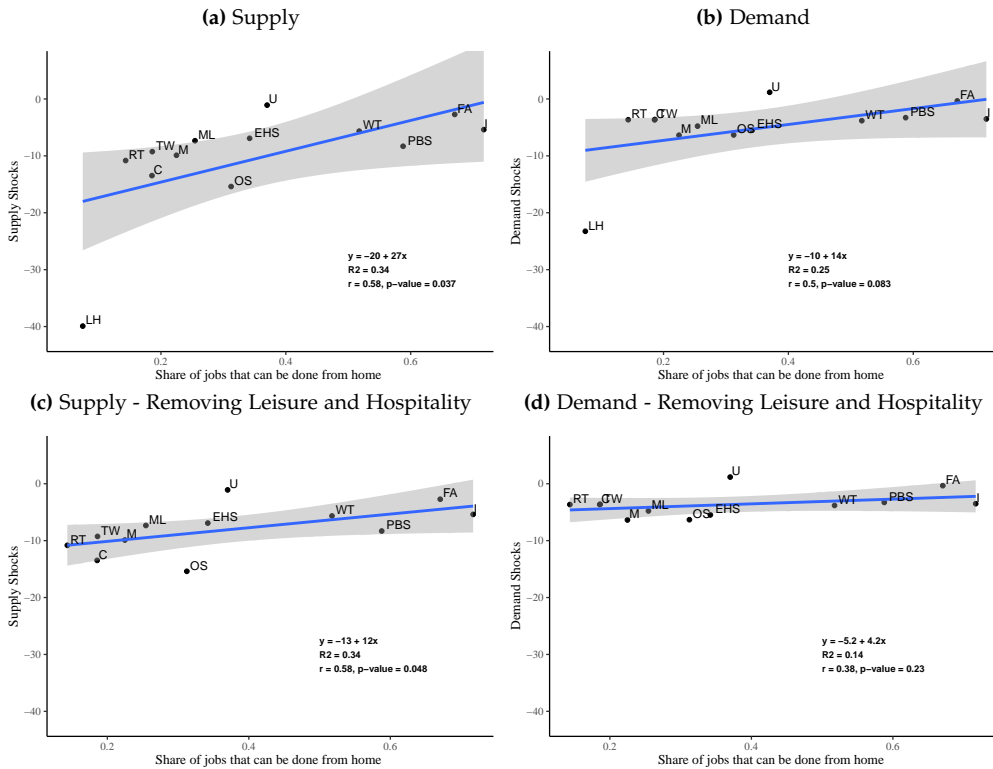 (a) Supply
0
−10
−20
−30
−40
Supply Shocks
U
FA
I
WT
PBS
EHS
ML
TW
M
RT
C
OS
LH
y = −20 + 27x
R2 = 0.34
r = 0.58, p−value = 0.037
0.2
0.4
0.6
Share of jobs that can be done from home
(b) Demand
0
−10
−20
−30
−40
Demand Shocks
U
FA
I
WT
PBS
EHS
OS
ML
M
RT
C
TW
LH
y = −10 + 14x
R2 = 0.25
r = 0.5, p−value = 0.083
0.2
0.4
0.6
Share of jobs that can be done from home
(c) Supply - Removing Leisure and Hospitality
0
−10
−20
−30
−40
Supply Shocks
U
FA
I
WT
PBS
EHS
ML
TW
M
RT
C
OS
y = −13 + 12x
R2 = 0.34
r = 0.58, p−value = 0.048
0.2
0.4
0.6
Share of jobs that can be done from home
(d) Demand - Removing Leisure and Hospitality
0
−10
−20
−30
−40
Demand Shocks
U
FA
I
WT
PBS
EHS
OS
ML
M
RT
C
TW
y = −5.2 + 4.2x
R2 = 0.14
r = 0.38, p−value = 0.23
0.2
0.4
0.6
Share of jobs that can be done from home